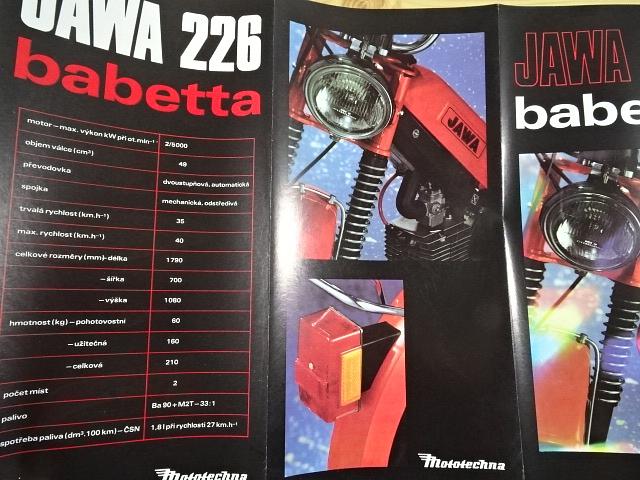 JAWA 226
babetta
motor – max. výkon kW při ot.min⁻¹ 2/5000
objem válce (cm³) 49
převodovka dvoustupňová, automatická
spojka mechanická, odstředivá
trvalá rychlost (km.h⁻¹) 35
max. rychlost (km.h⁻¹) 40
celkové rozměry (mm)- délka 1790
– šířka 700
– výška 1080
hmotnost (kg) – pohotovostní 60
– užitečná 160
– celková 210
počet míst 2
palivo Ba 90 + M2T – 33:1
spotřeba paliva (dm³.100 km) – ČSN 1,8 l při rychlosti 27 km.h⁻¹
Mototechna
JAWA
Mototechna
JAWA
babe